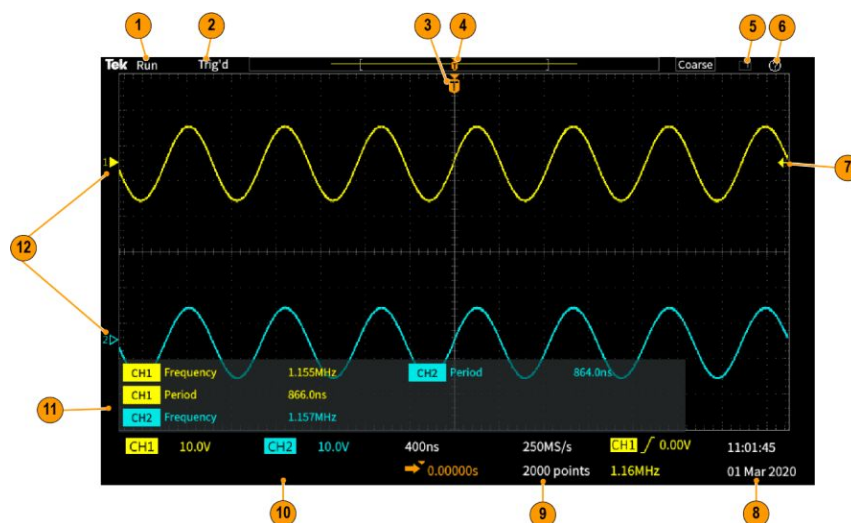 1 2 3 4 5 6
Tek Run Trig'd T Coarse ?
T
1 7
12
2
CH1 Frequency 1.155MHz CH2 Period 864.0ns
CH1 Period 866.0ns
11 CH2 Frequency 1.157MHz
CH1 10.0V CH2 10.0V 400ns 250MS/s CH1 0.00V 11:01:45
0.00000s 2000 points 1.16MHz 01 Mar 2020
10 9 8